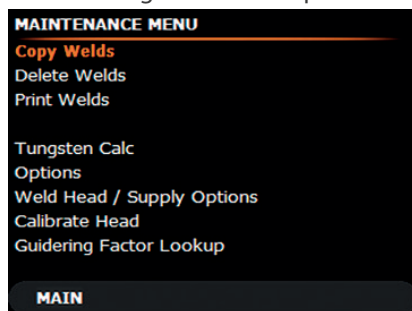 MAINTENANCE MENU
Copy Welds
Delete Welds
Print Welds
Tungsten Calc
Options
Weld Head / Supply Options
Calibrate Head
Guidering Factor Lookup
MAIN